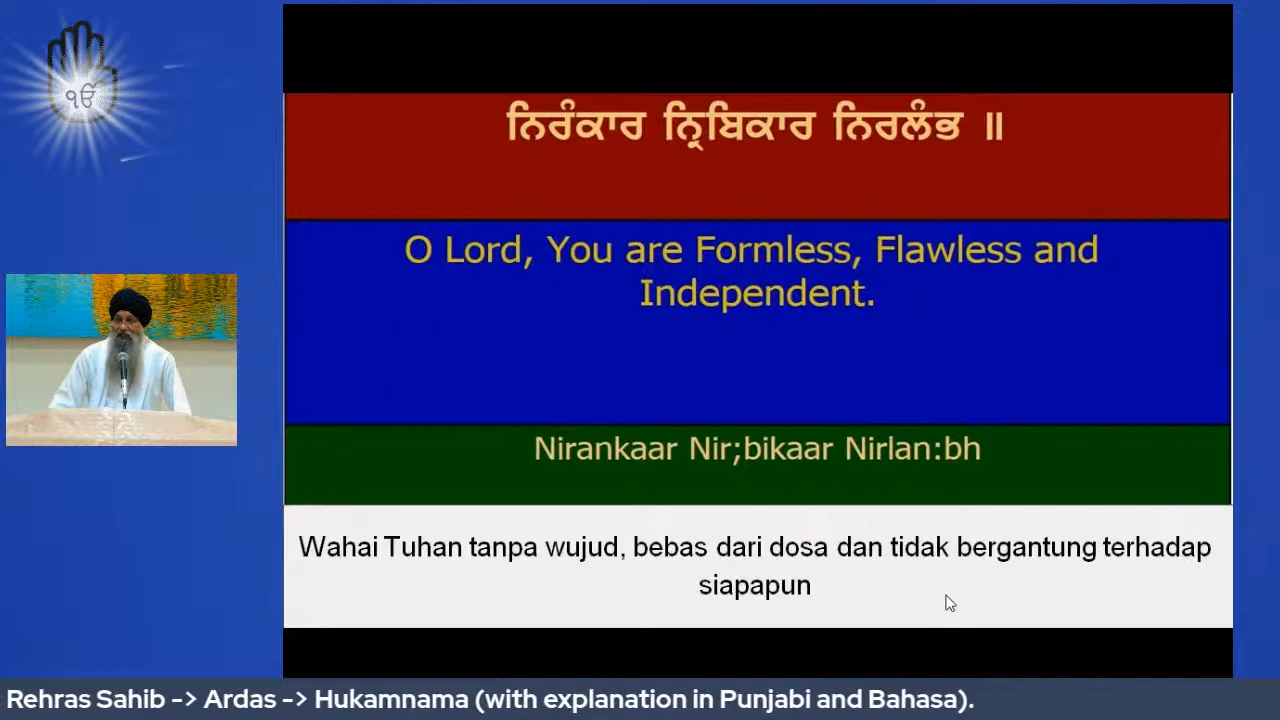 ੴ
ਨਿਰੰਕਾਰ ਨ੍ਰਿਬਿਕਾਰ ਨਿਰਲੰਭ ॥
O Lord, You are Formless, Flawless and
Independent.
Nirankaar Nir;bikaar Nirlan:bh
Wahai Tuhan tanpa wujud, bebas dari dosa dan tidak bergantung terhadap
siapapun
Rehras Sahib -> Ardas -> Hukamnama (with explanation in Punjabi and Bahasa).